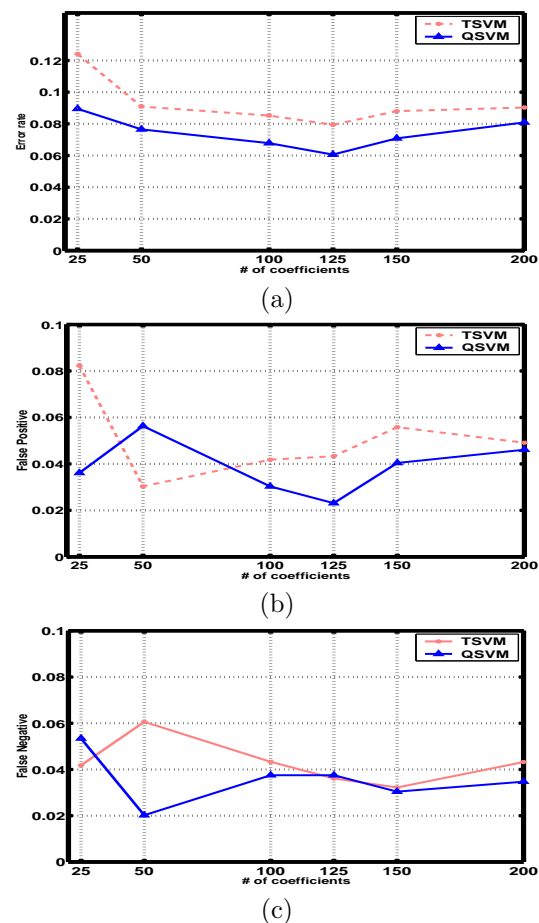 TSVM
QSVM
0.12
0.1
0.08
0.06
0.04
0.02
0
Error rate
25 50 100 125 150 200
# of coefficients
(a)
TSVM
QSVM
0.1
0.08
0.06
0.04
0.02
0
False Positive
25 50 100 125 150 200
# of coefficients
(b)
TSVM
QSVM
0.1
0.08
0.06
0.04
0.02
0
False Negative
25 50 100 125 150 200
# of coefficients
(c)